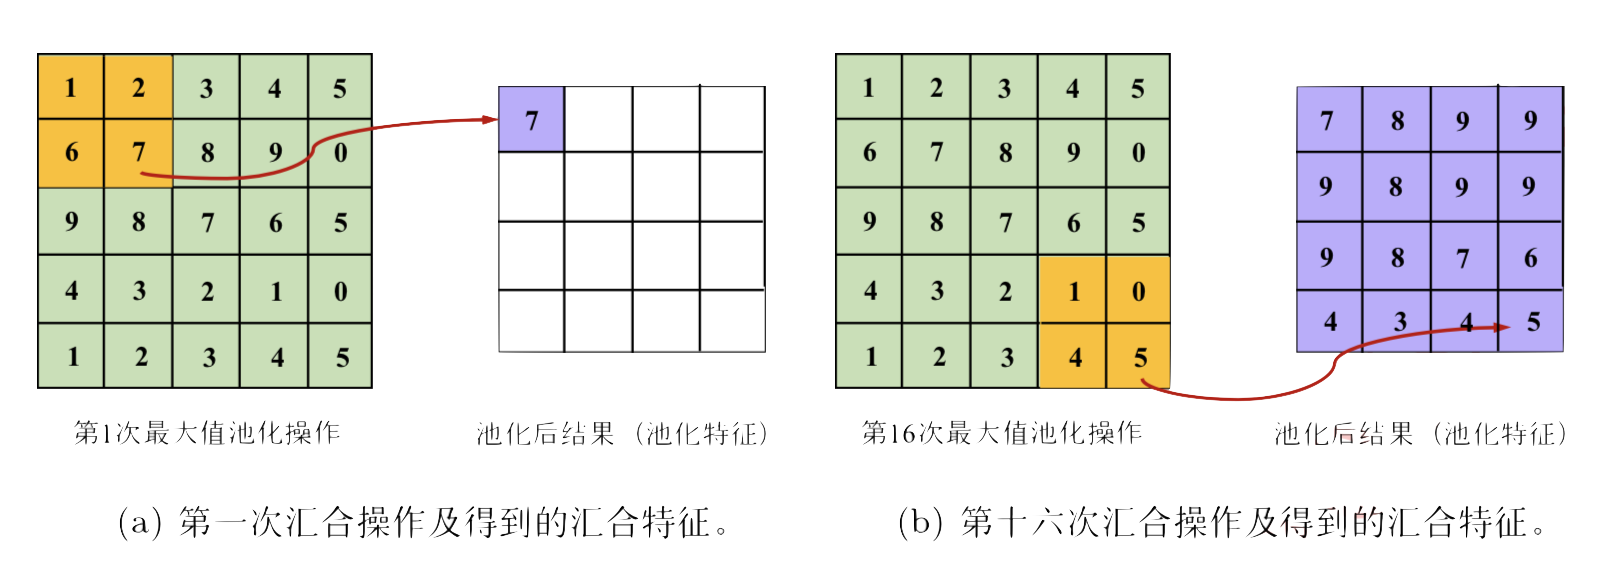 1 2 3 4 5
6 7 8 9 0
9 8 7 6 5
4 3 2 1 0
1 2 3 4 5
7
第1次最大值池化操作
池化后结果（池化特征）
(a) 第一次汇合操作及得到的汇合特征。
1 2 3 4 5
6 7 8 9 0
9 8 7 6 5
4 3 2 1 0
1 2 3 4 5
7 8 9 9
9 8 9 9
9 8 7 6
4 3 4 5
第16次最大值池化操作
池化后结果（池化特征）
(b) 第十六次汇合操作及得到的汇合特征。